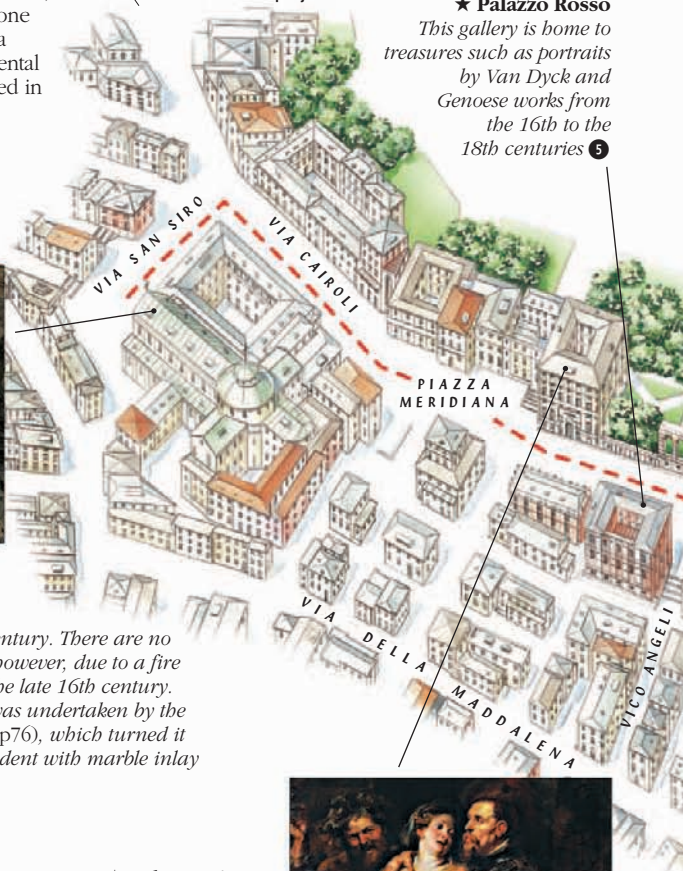 one
a
ental
ed in
★ Palazzo Rosso
This gallery is home to
treasures such as portraits
by Van Dyck and
Genoese works from
the 16th to the
18th centuries 5
VIA SAN SIRO
VIA CAIROLI
PIAZZA
MERIDIANA
VIA DELLA MADDALENA
VICO ANGELI
entury. There are no
however, due to a fire
he late 16th century.
was undertaken by the
p76), which turned it
dent with marble inlay